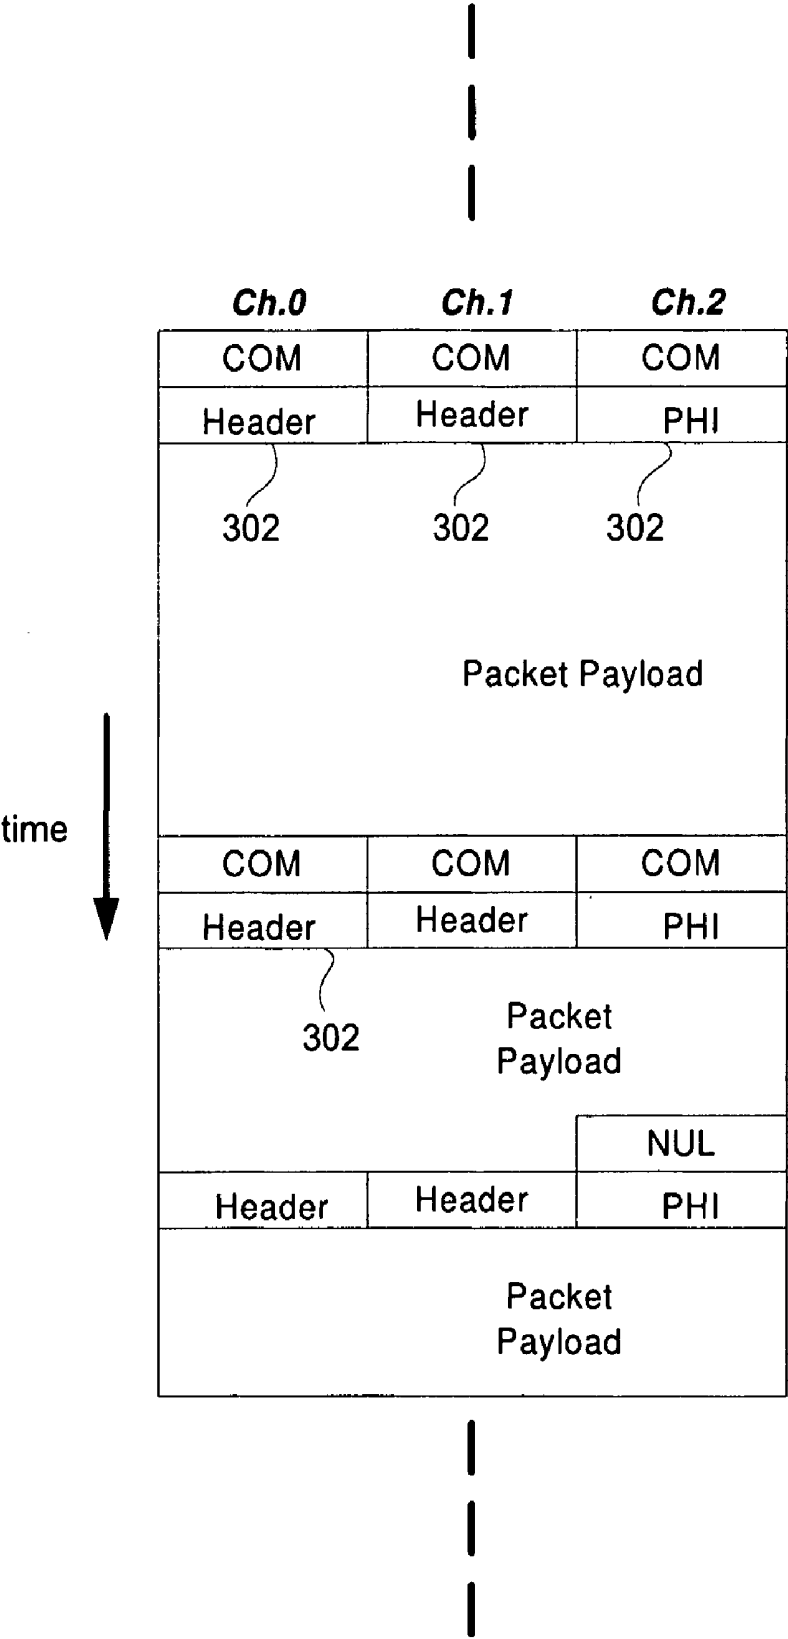 Ch.0 Ch.1 Ch.2
COM COM COM
Header Header PHI
302 302 302
Packet Payload
time
COM COM COM
Header Header PHI
302
Packet
Payload
NUL
Header Header PHI
Packet
Payload